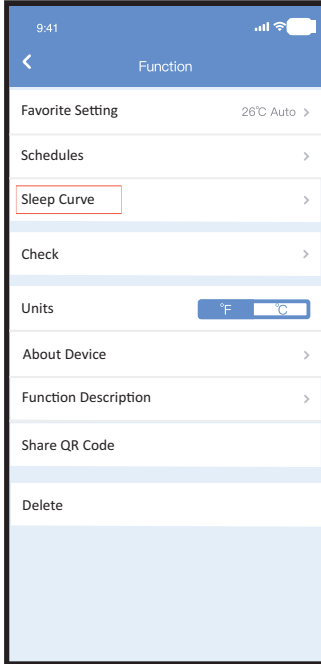 9:41
Function
Favorite Setting 26℃ Auto
Schedules
Sleep Curve
Check
Units °F ℃
About Device
Function Description
Share QR Code
Delete